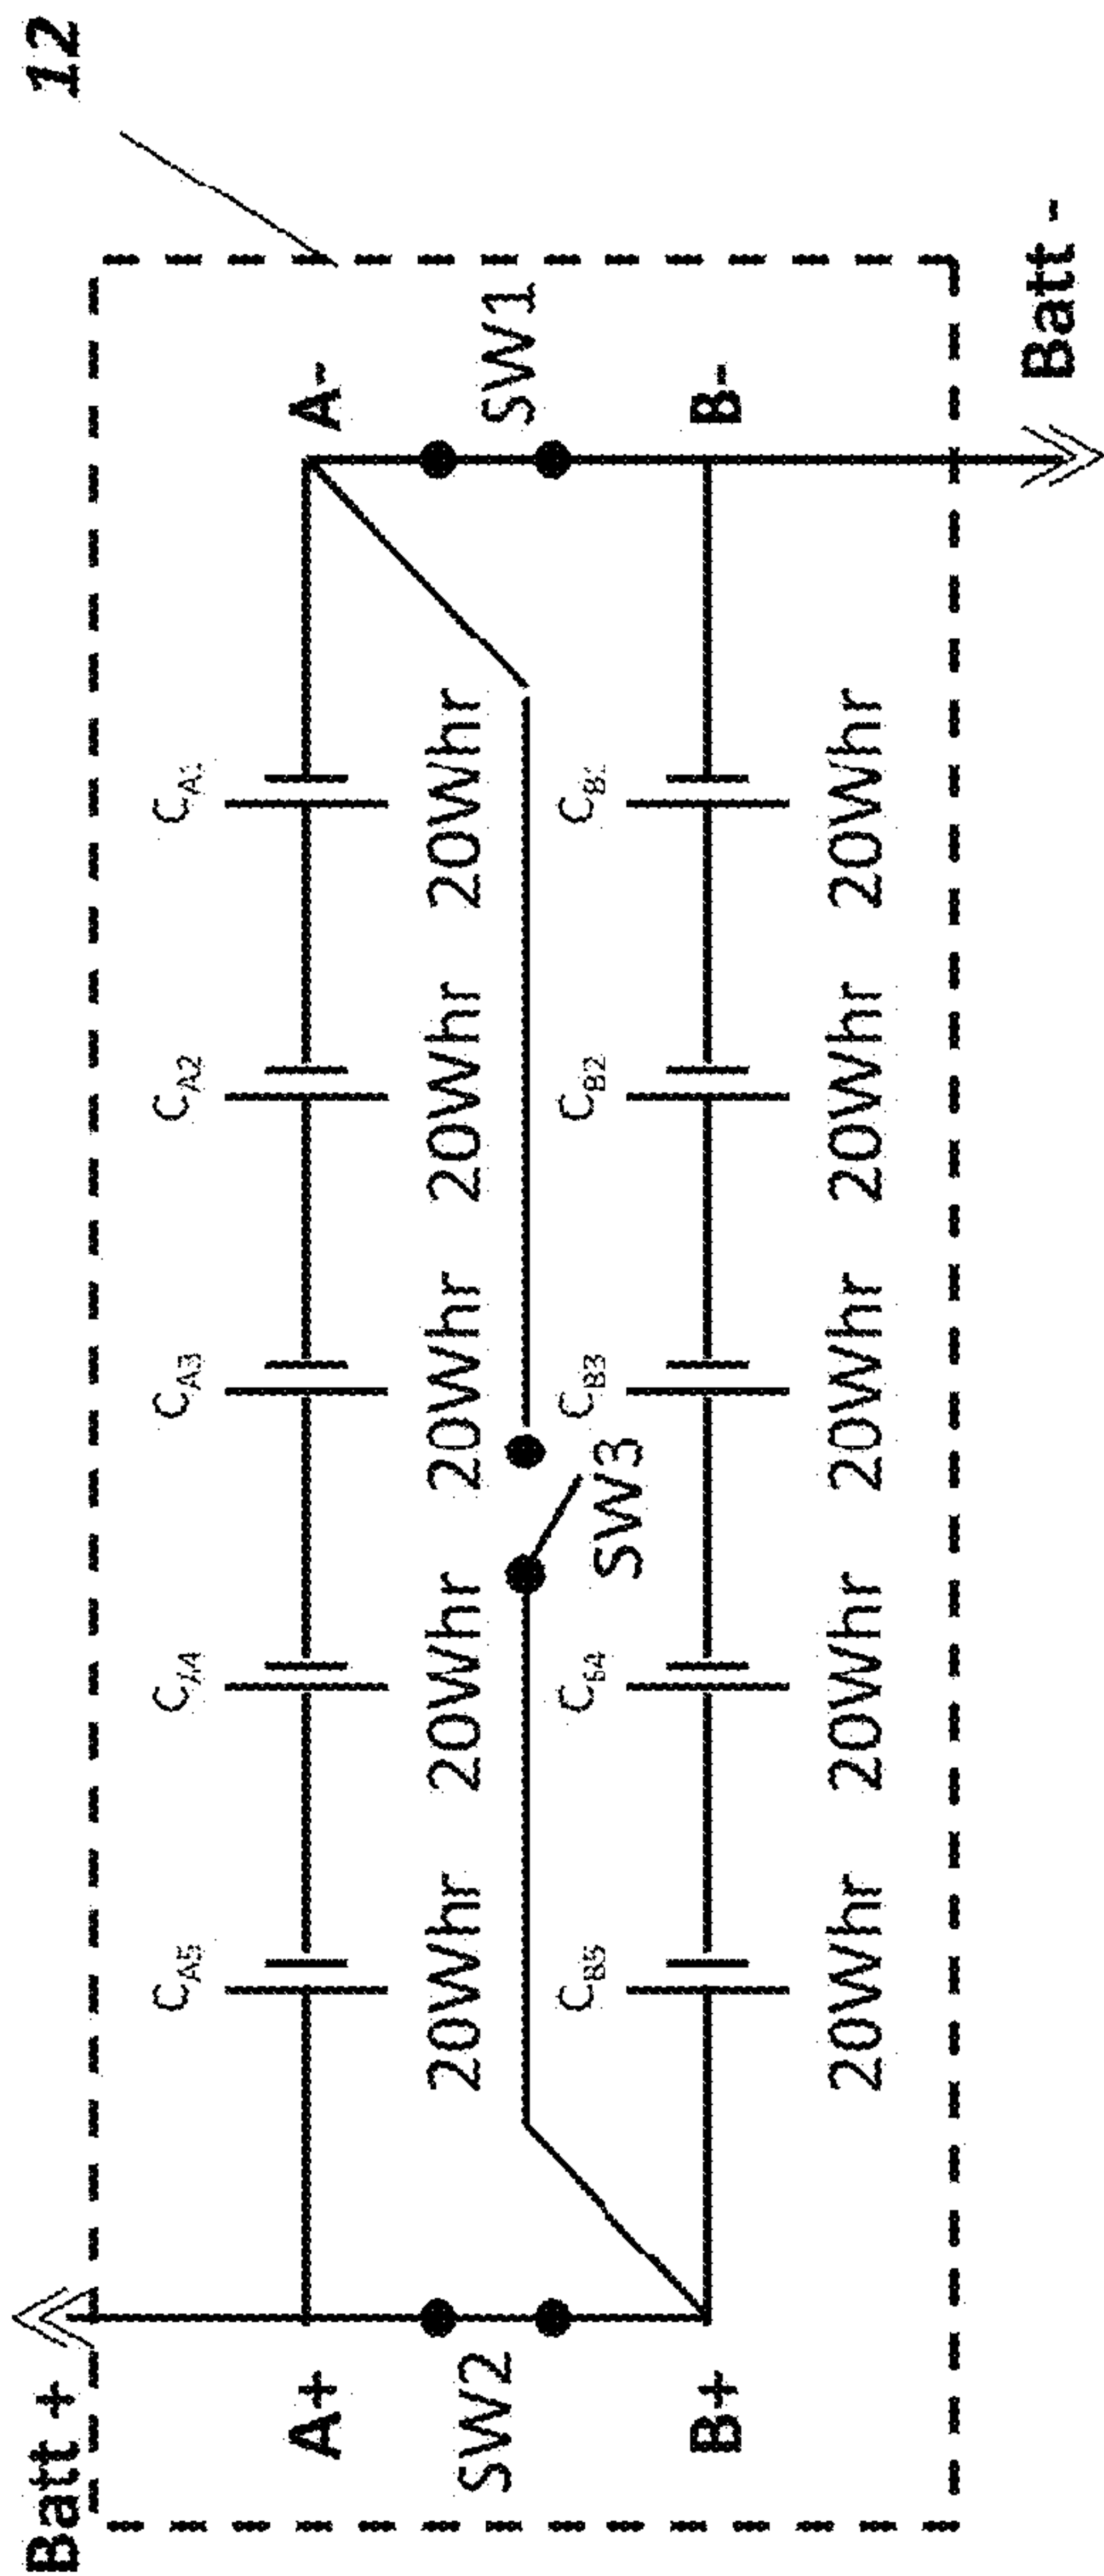 12
Batt +
A+
A-
C_A5 C_A4 C_A3 C_A2 C_A1
20Whr 20Whr 20Whr 20Whr 20Whr
SW2
SW1
SW3
C_B5 C_B4 C_B3 C_B2 C_B1
B+
B-
20Whr 20Whr 20Whr 20Whr 20Whr
Batt -